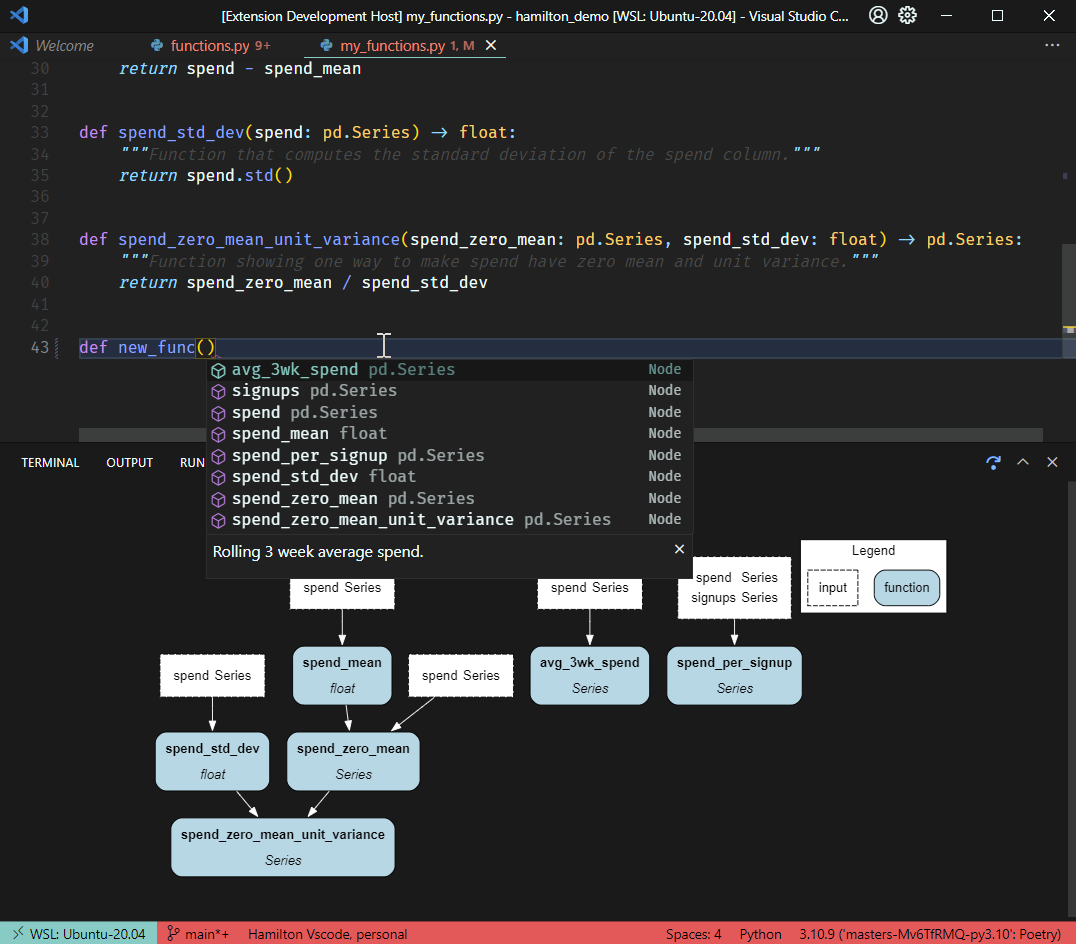 [Extension Development Host] my_functions.py - hamilton_demo [WSL: Ubuntu-20.04] - Visual Studio C...
Welcome functions.py 9+ my_functions.py 1, M
30 return spend - spend_mean
31
32
33 def spend_std_dev(spend: pd.Series) → float:
34 """Function that computes the standard deviation of the spend column."""
35 return spend.std()
36
37
38 def spend_zero_mean_unit_variance(spend_zero_mean: pd.Series, spend_std_dev: float) → pd.Series:
39 """Function showing one way to make spend have zero mean and unit variance."""
40 return spend_zero_mean / spend_std_dev
41
42
43 def new_func()
avg_3wk_spend pd.Series Node
signups pd.Series Node
spend pd.Series Node
spend_mean float Node
spend_per_signup pd.Series Node
spend_std_dev float Node
spend_zero_mean pd.Series Node
spend_zero_mean_unit_variance pd.Series Node
Rolling 3 week average spend.
TERMINAL OUTPUT RUN
Legend
input function
spend Series
spend Series
spend Series
signups Series
spend Series
spend_mean
float
spend Series
avg_3wk_spend
Series
spend_per_signup
Series
spend_std_dev
float
spend_zero_mean
Series
spend_zero_mean_unit_variance
Series
WSL: Ubuntu-20.04 main*+ Hamilton Vscode, personal Spaces: 4 Python 3.10.9 ('masters-Mv6TfRMQ-py3.10': Poetry)